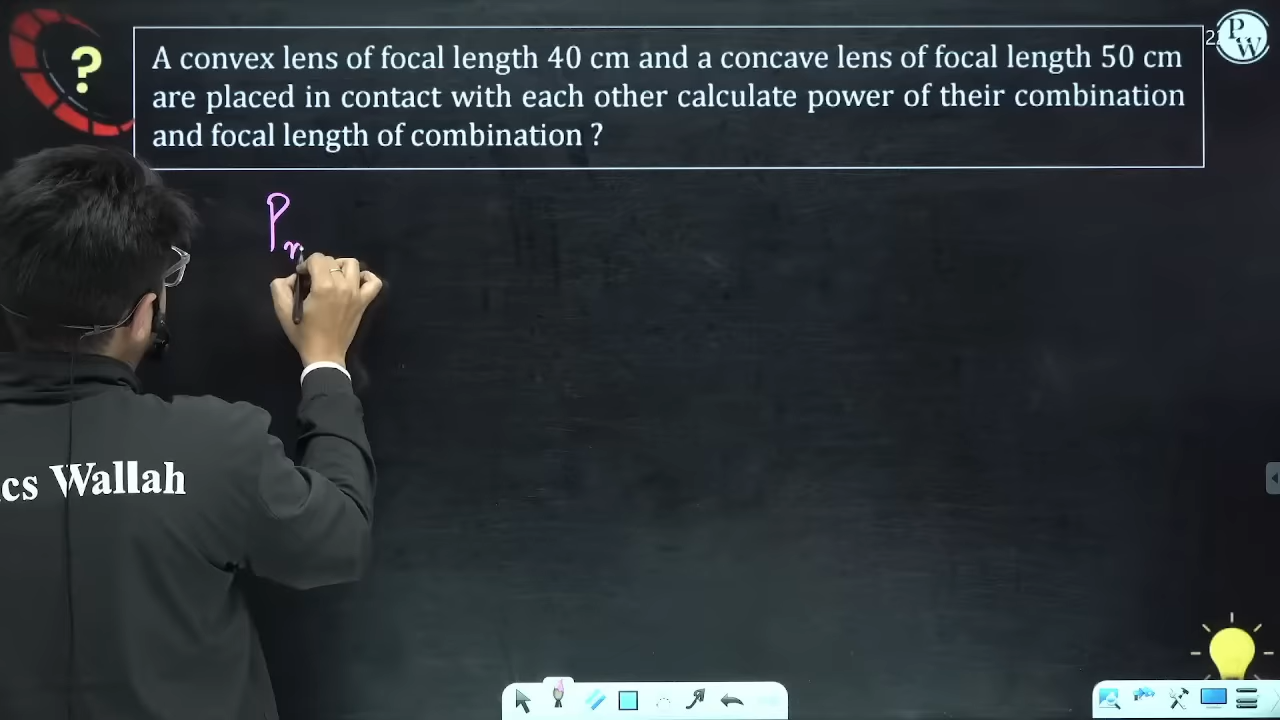 ?
A convex lens of focal length 40 cm and a concave lens of focal length 50 cm
are placed in contact with each other calculate power of their combination
and focal length of combination ?
PW
P
cs Wallah